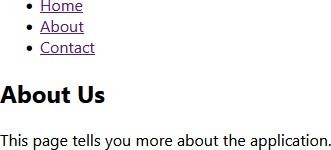 Home
About
Contact
About Us
This page tells you more about the application.